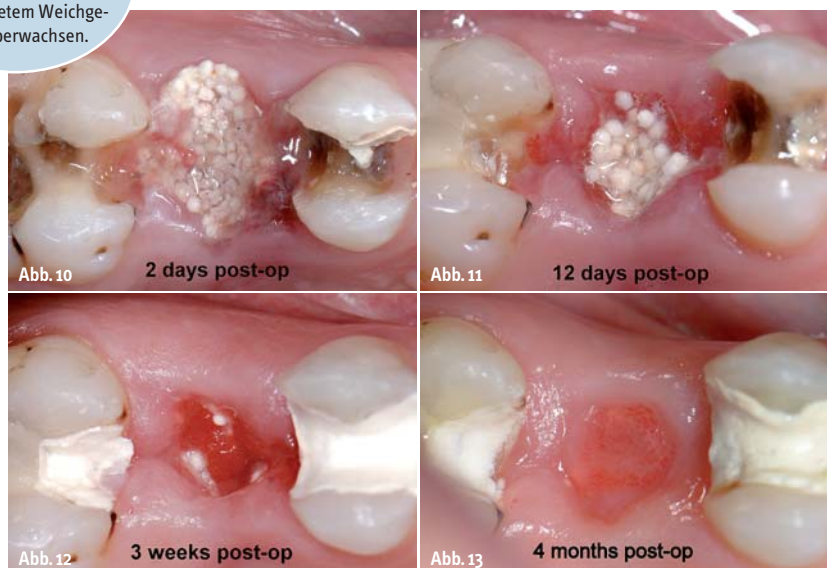 etem Weichge-
berwachsen.
2 days post-op
Abb. 10
12 days post-op
Abb. 11
3 weeks post-op
Abb. 12
4 months post-op
Abb. 13